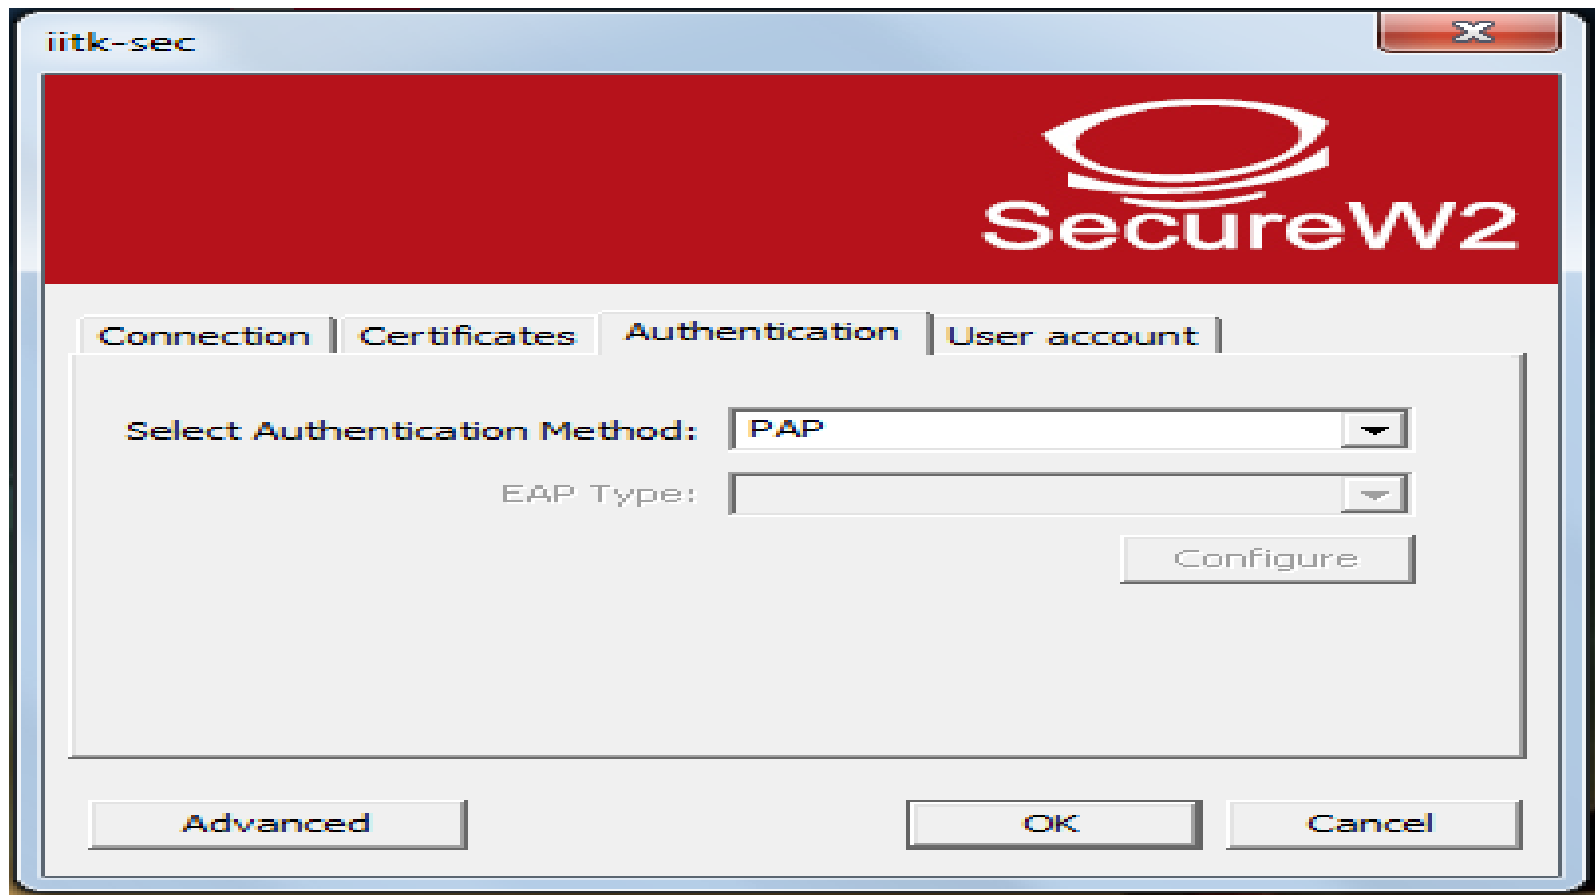 iitk-sec
SecureW2
Connection Certificates Authentication User account
Select Authentication Method: PAP
EAP Type:
Configure
Advanced OK Cancel